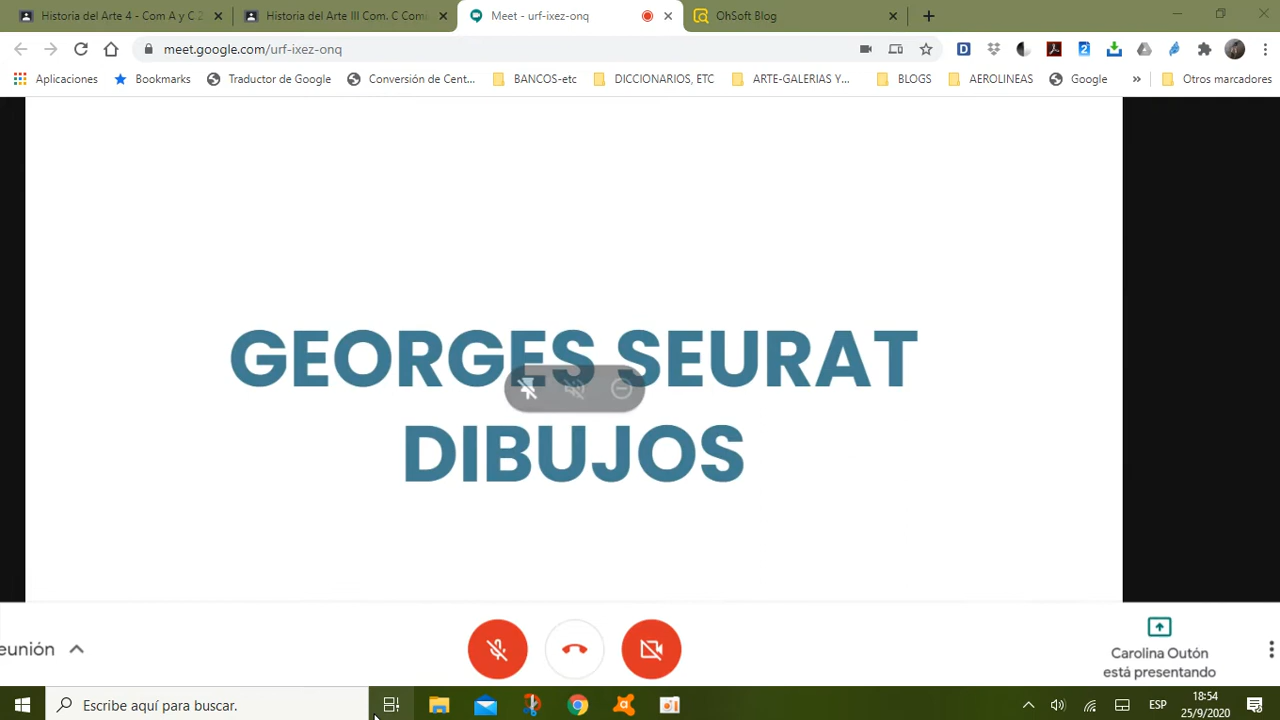 Historia del Arte 4 - Com A y C 2
Historia del Arte III Com. C Com
Meet - urf-ixez-onq
OhSoft Blog
meet.google.com/urf-ixez-onq
Aplicaciones
Bookmarks
Traductor de Google
Conversión de Gent...
BANCOS-etc
DICCIONARIOS, ETC
ARTE-GALERIAS Y...
BLOGS
AEROLINEAS
Google
»
Otros marcadores
GEORGES SEURAT
DIBUJOS
eunión
Carolina Outón
está presentando
Escribe aquí para buscar.
ESP
18:54
25/9/2020